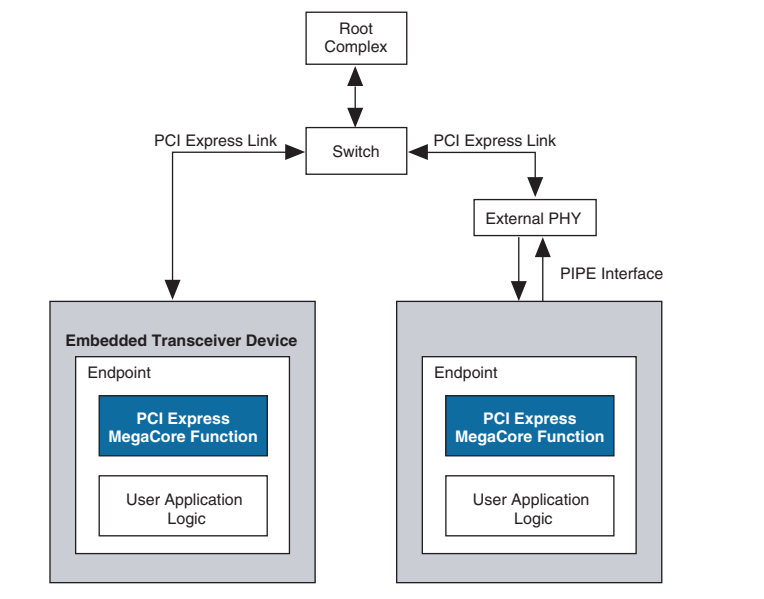 Root
Complex
PCI Express Link
Switch
PCI Express Link
External PHY
PIPE Interface
Embedded Transceiver Device
Endpoint
PCI Express
MegaCore Function
User Application
Logic
Endpoint
PCI Express
MegaCore Function
User Application
Logic